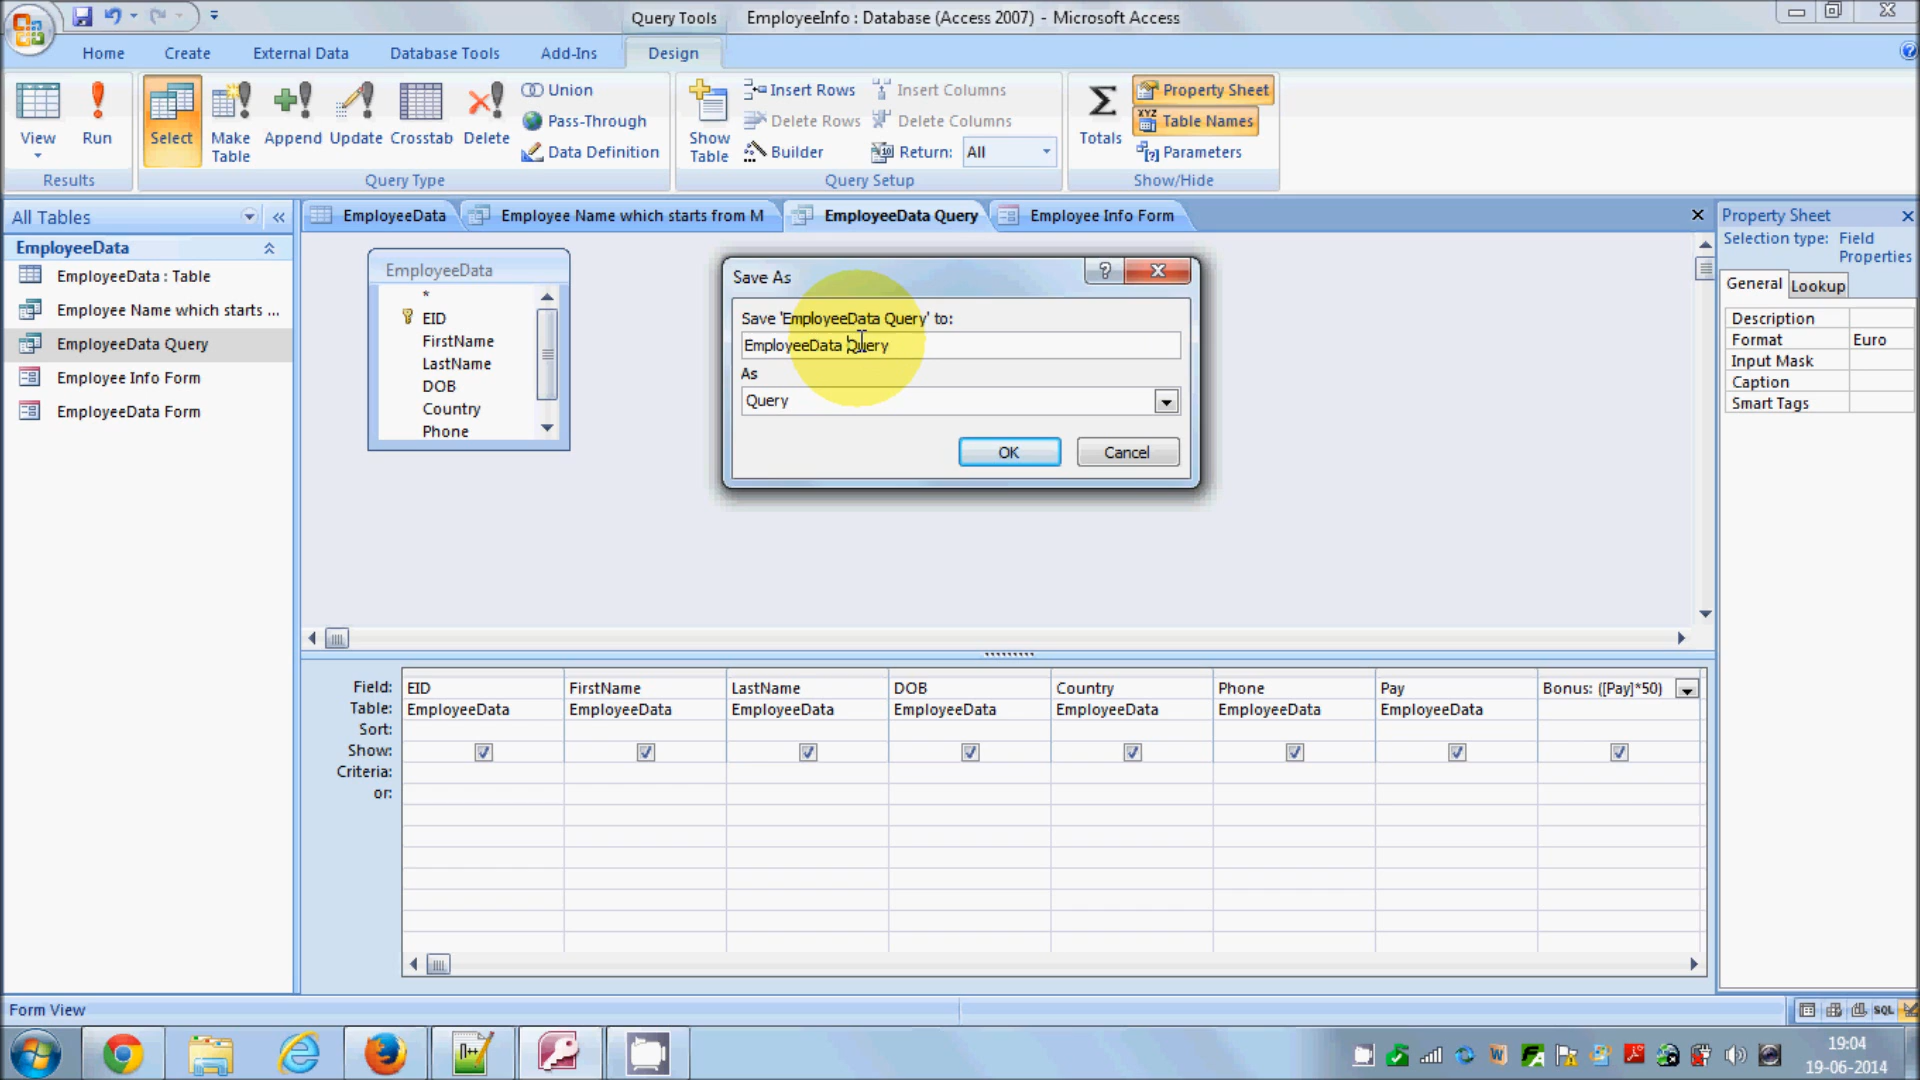 Query Tools
EmployeeInfo : Database (Access 2007) - Microsoft Access
Home
Create
External Data
Database Tools
Add-Ins
Design
View
Run
Select
Make Table
Append
Update
Crosstab
Delete
Union
Pass-Through
Data Definition
Show Table
Insert Rows
Delete Rows
Builder
Insert Columns
Delete Columns
Return: All
Totals
Property Sheet
Table Names
Parameters
Results
Query Type
Query Setup
Show/Hide
All Tables
EmployeeData
EmployeeData : Table
Employee Name which starts ...
EmployeeData Query
Employee Info Form
EmployeeData Form
EmployeeData
Employee Name which starts from M
EmployeeData Query
Employee Info Form
EmployeeData
*
EID
FirstName
LastName
DOB
Country
Phone
Save As
Save 'EmployeeData Query' to:
EmployeeData Query
As
Query
OK
Cancel
Property Sheet
Selection type: Field Properties
General
Lookup
Description
Format Euro
Input Mask
Caption
Smart Tags
Field: EID FirstName LastName DOB Country Phone Pay Bonus: ([Pay]*50)
Table: EmployeeData EmployeeData EmployeeData EmployeeData EmployeeData EmployeeData EmployeeData
Sort:
Show:
Criteria:
or:
Form View
SQL
19:04
19-06-2014